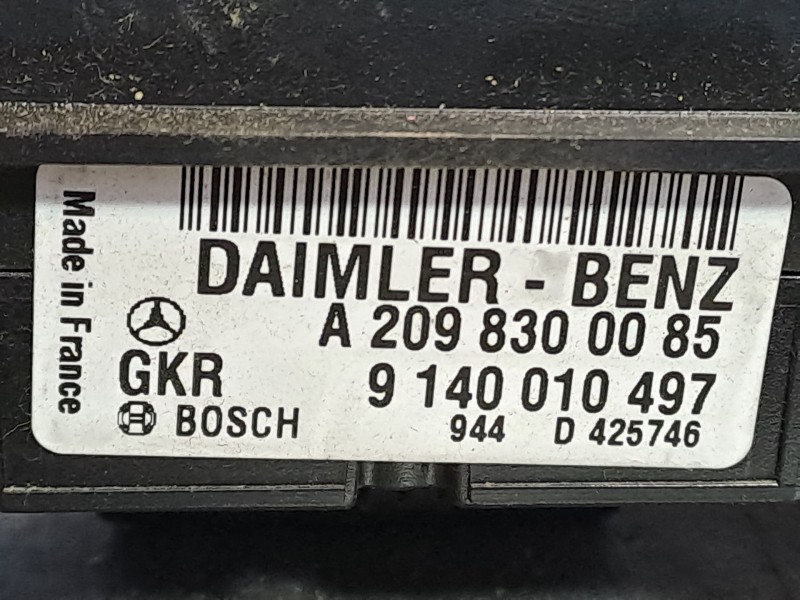 DAIMLER - BENZ
A 209 830 00 85
GKR 9 140 010 497
BOSCH 944 D 425746
Made in France